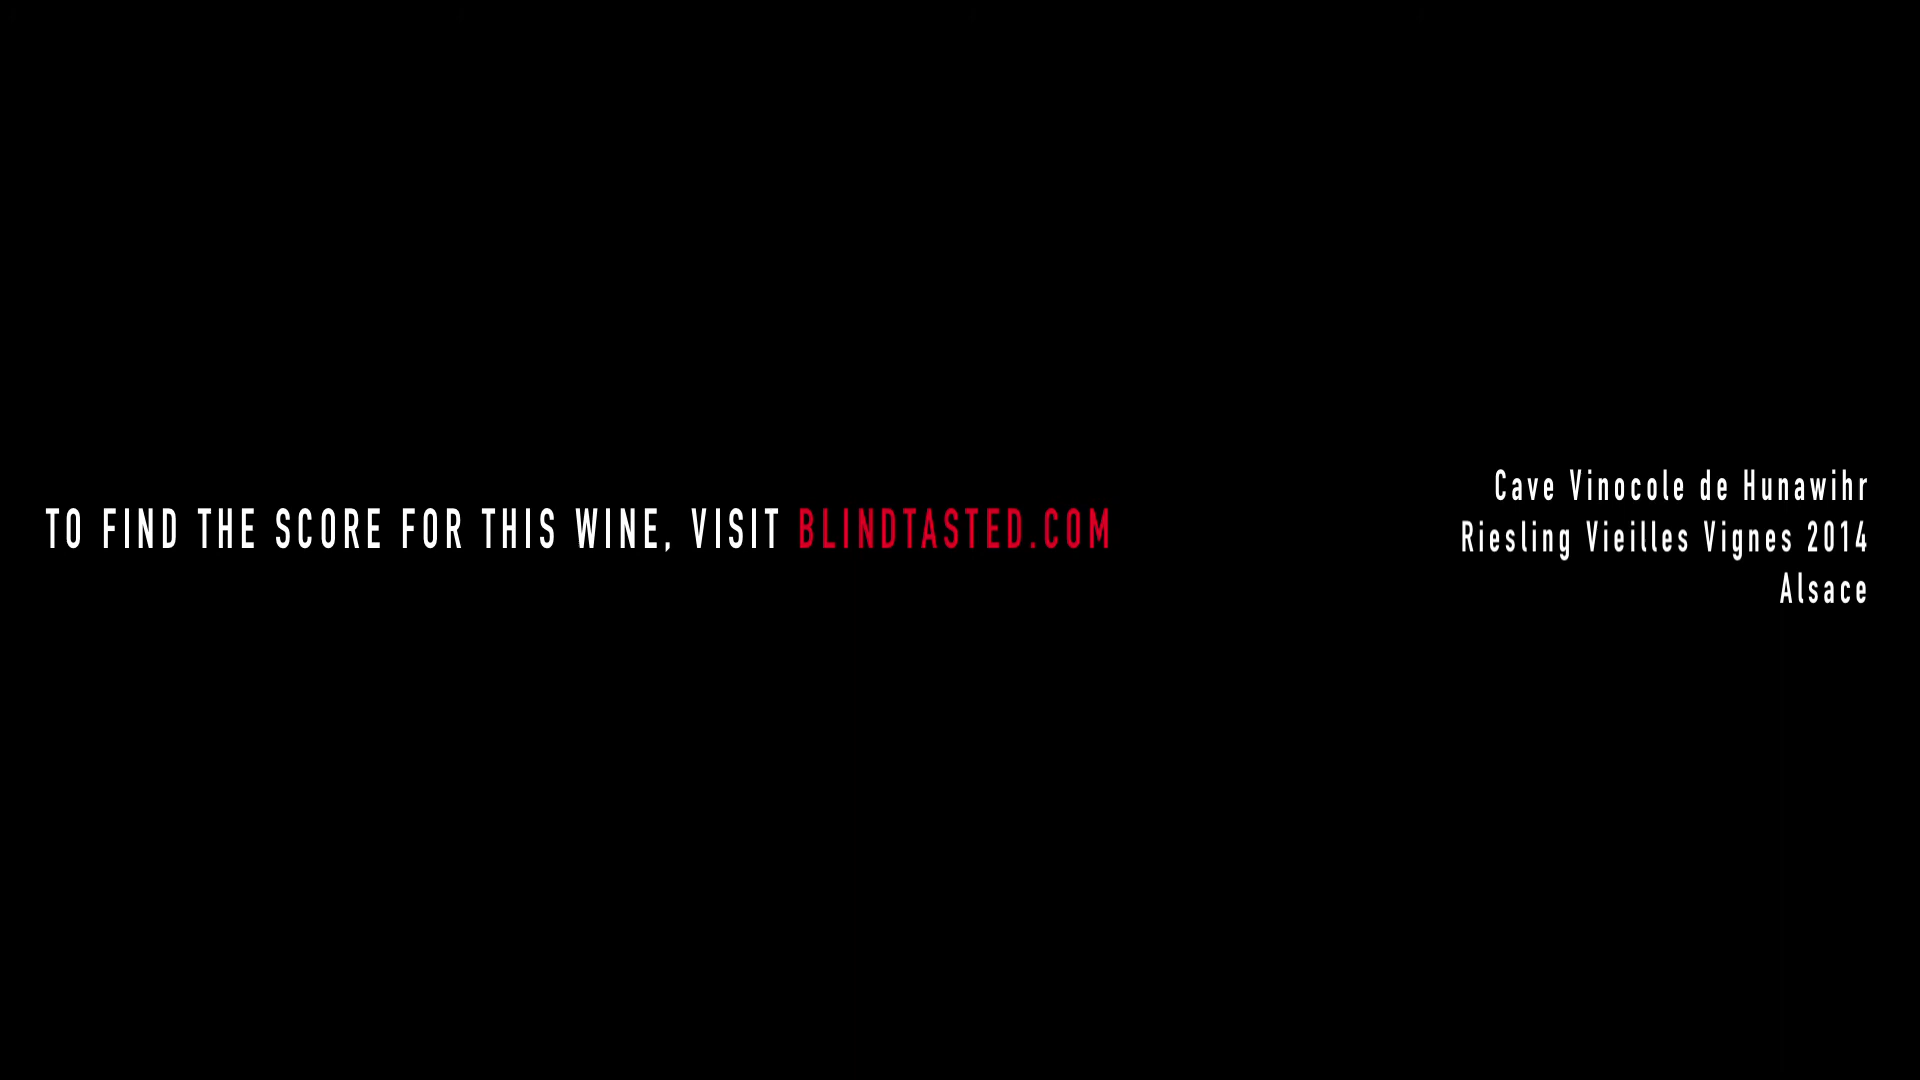 TO FIND THE SCORE FOR THIS WINE, VISIT BLINDTASTED.COM
Cave Vinocole de Hunawihr
Riesling Vieilles Vignes 2014
Alsace